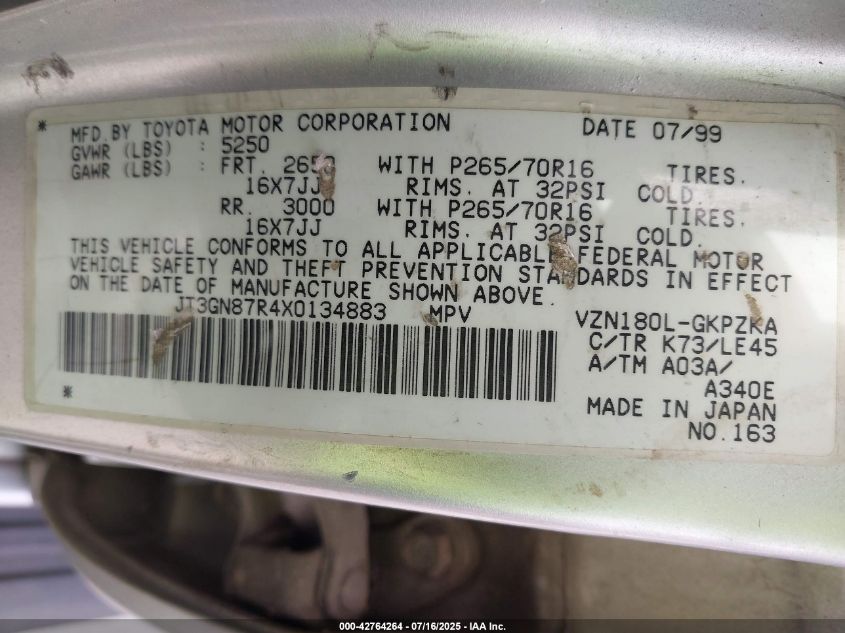 * MFD.BY TOYOTA MOTOR CORPORATION DATE 07/99
GVWR (LBS) : 5250
GAWR (LBS) : FRT. 2650 WITH P265/70R16 TIRES.
16X7JJ RIMS. AT 32PSI COLD.
RR. 3000 WITH P265/70R16 TIRES.
16X7JJ RIMS. AT 32PSI COLD.
THIS VEHICLE CONFORMS TO ALL APPLICABLE FEDERAL MOTOR
VEHICLE SAFETY AND THEFT PREVENTION STANDARDS IN EFFECT
ON THE DATE OF MANUFACTURE SHOWN ABOVE.
JT3GN87R4X0134883 MPV
VZN180L-GKPZKA
C/TR K73/LE45
A/TM A03A/
A340E
* MADE IN JAPAN
NO.163
000-42764264 - 07/16/2025 - IAA Inc.